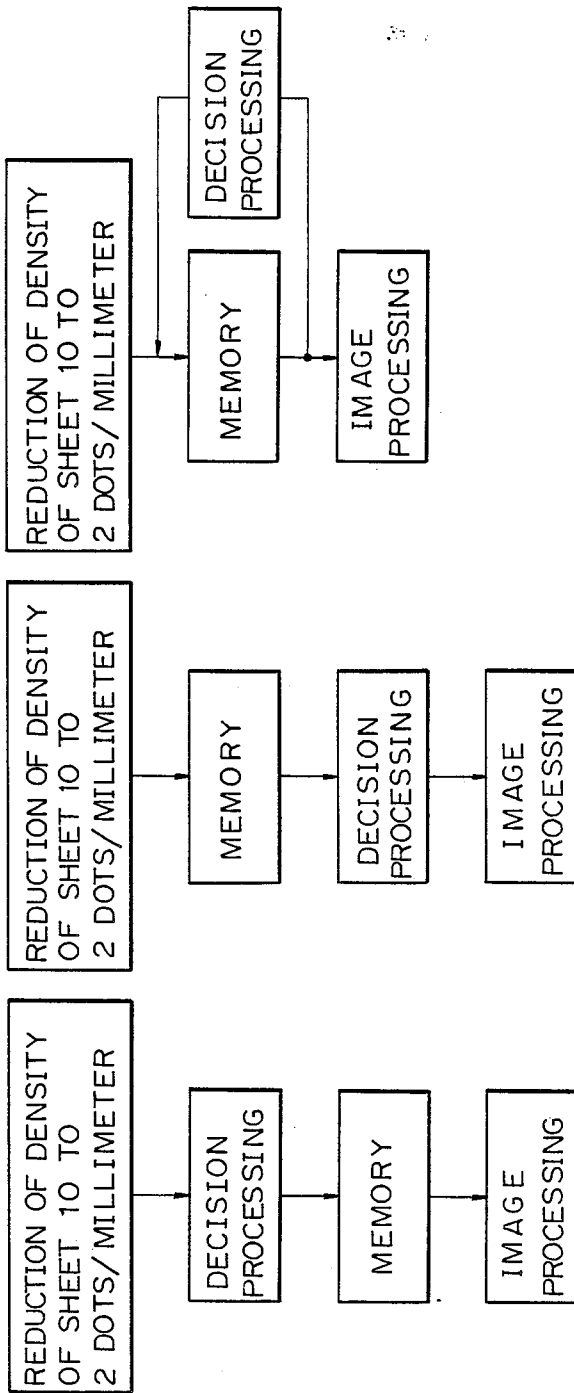 REDUCTION OF DENSITY
OF SHEET 10 TO
2 DOTS/MILLIMETER
DECISION
PROCESSING
MEMORY
IMAGE
PROCESSING
REDUCTION OF DENSITY
OF SHEET 10 TO
2 DOTS/MILLIMETER
MEMORY
DECISION
PROCESSING
IMAGE
PROCESSING
REDUCTION OF DENSITY
OF SHEET 10 TO
2 DOTS/MILLIMETER
MEMORY
DECISION
PROCESSING
IMAGE
PROCESSING